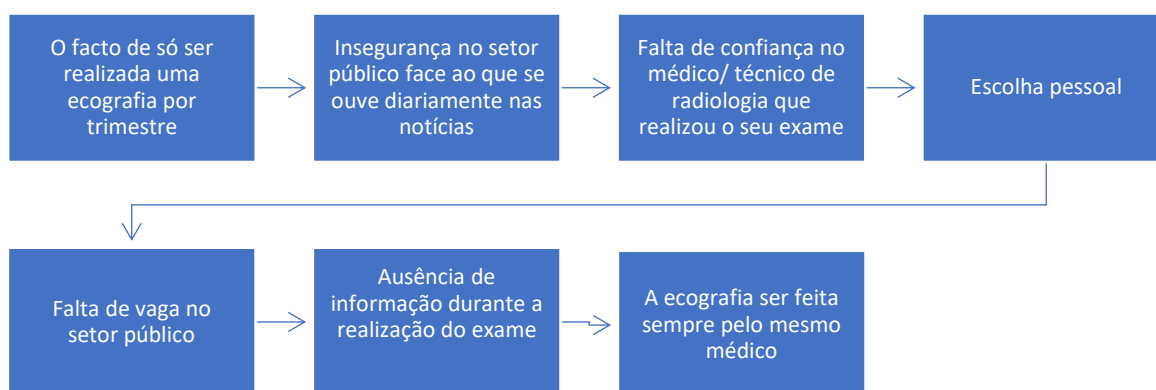 O facto de só ser
realizada uma
ecografia por
trimestre
Insegurança no setor
público face ao que se
ouve diariamente nas
notícias
Falta de confiança no
médico/ técnico de
radiologia que
realizou o seu exame
Escolha pessoal
Falta de vaga no
setor público
Ausência de
informação durante a
realização do exame
A ecografia ser feita
sempre pelo mesmo
médico